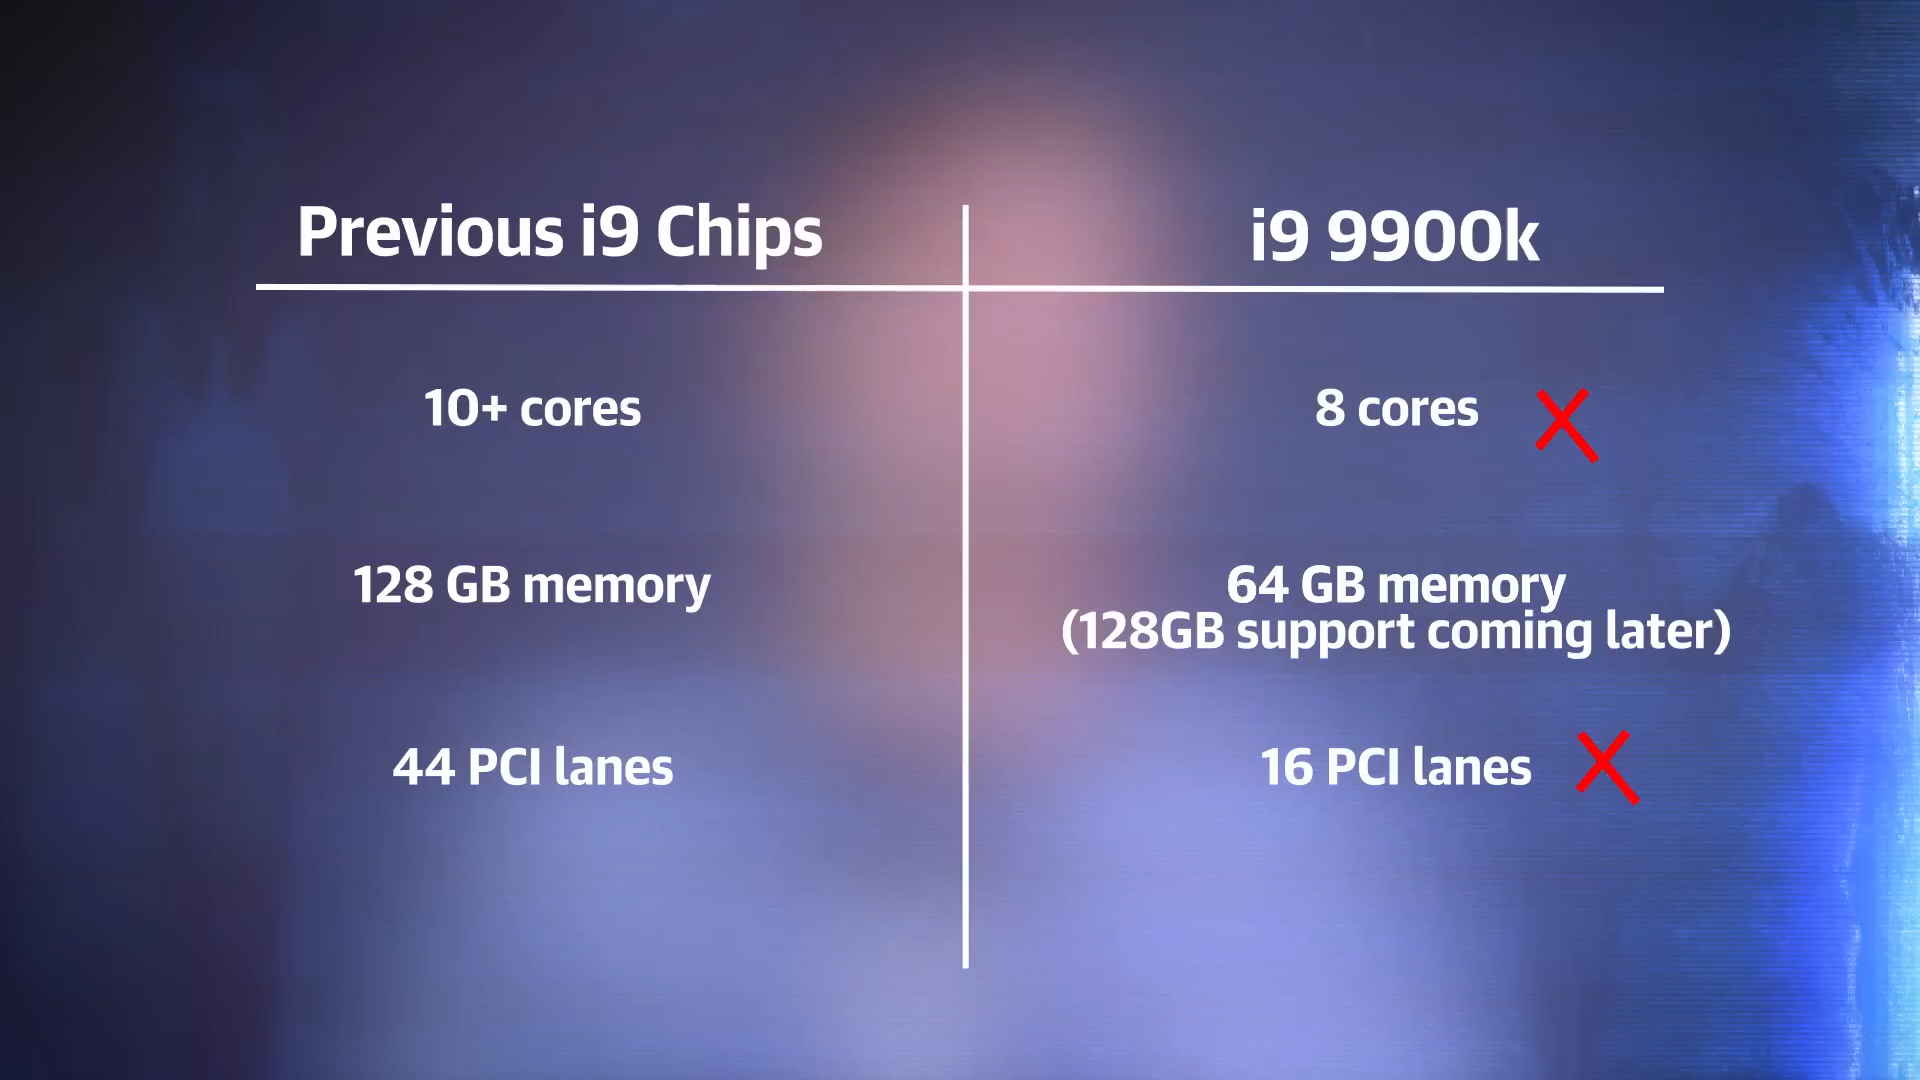 Previous i9 Chips
i9 9900k
10+ cores
8 cores
128 GB memory
64 GB memory
(128GB support coming later)
44 PCI lanes
16 PCI lanes